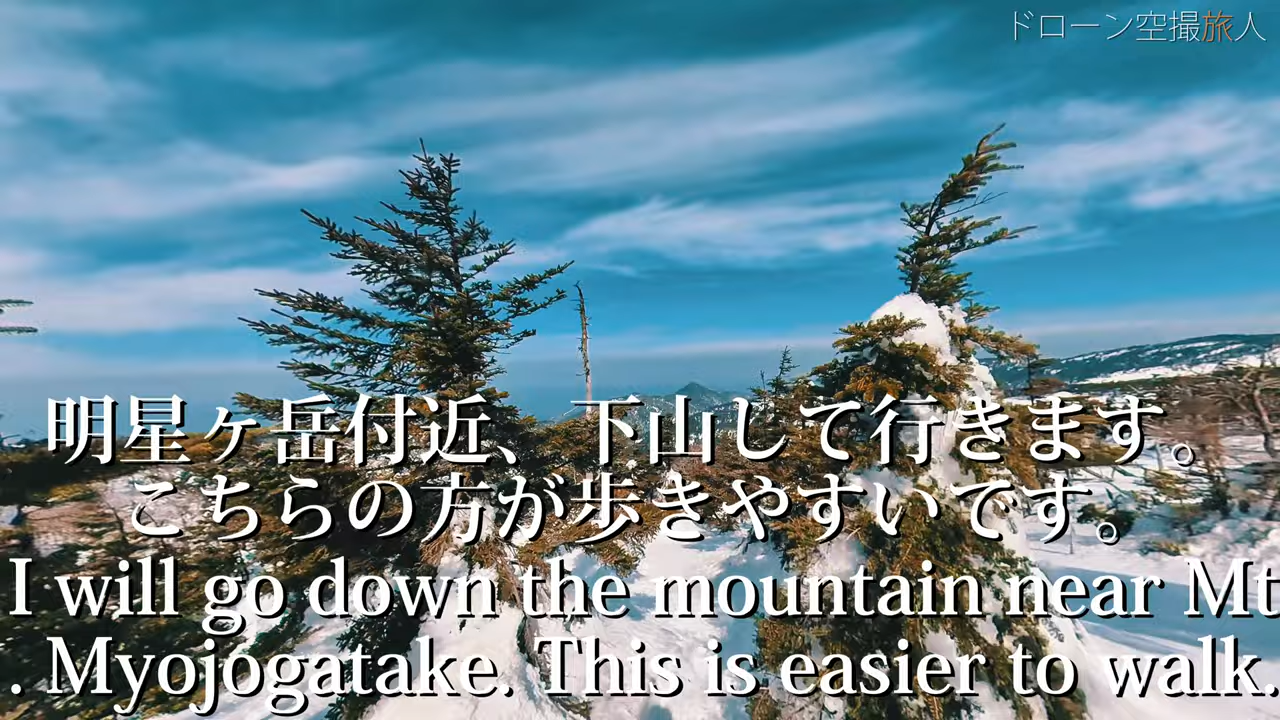 ドローン空撮旅人
明星ヶ岳付近、下山して行きます。
こちらの方が歩きやすいです。
I will go down the mountain near Mt
. Myojogatake. This is easier to walk.